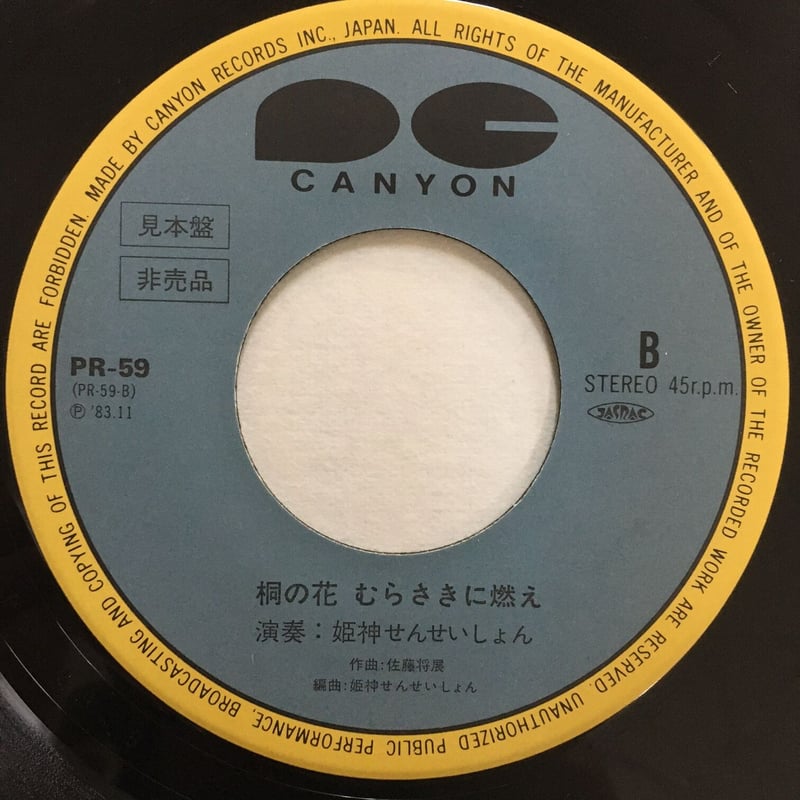 MADE BY CANYON RECORDS INC., JAPAN. ALL RIGHTS OF THE MANUFACTURER AND OF THE OWNER OF THE RECORDED WORK ARE RESERVED. UNAUTHORIZED PUBLIC PERFORMANCE, BROADCASTING AND COPYING OF THIS RECORD ARE FORBIDDEN.
CANYON
見本盤
非売品
PR-59
(PR-59-B)
Ⓟ '83.11
B
STEREO 45r.p.m.
JASRAC
桐の花 むらさきに燃え
演奏：姫神せんせいしょん
作曲：佐藤将展
編曲：姫神せんせいしょん